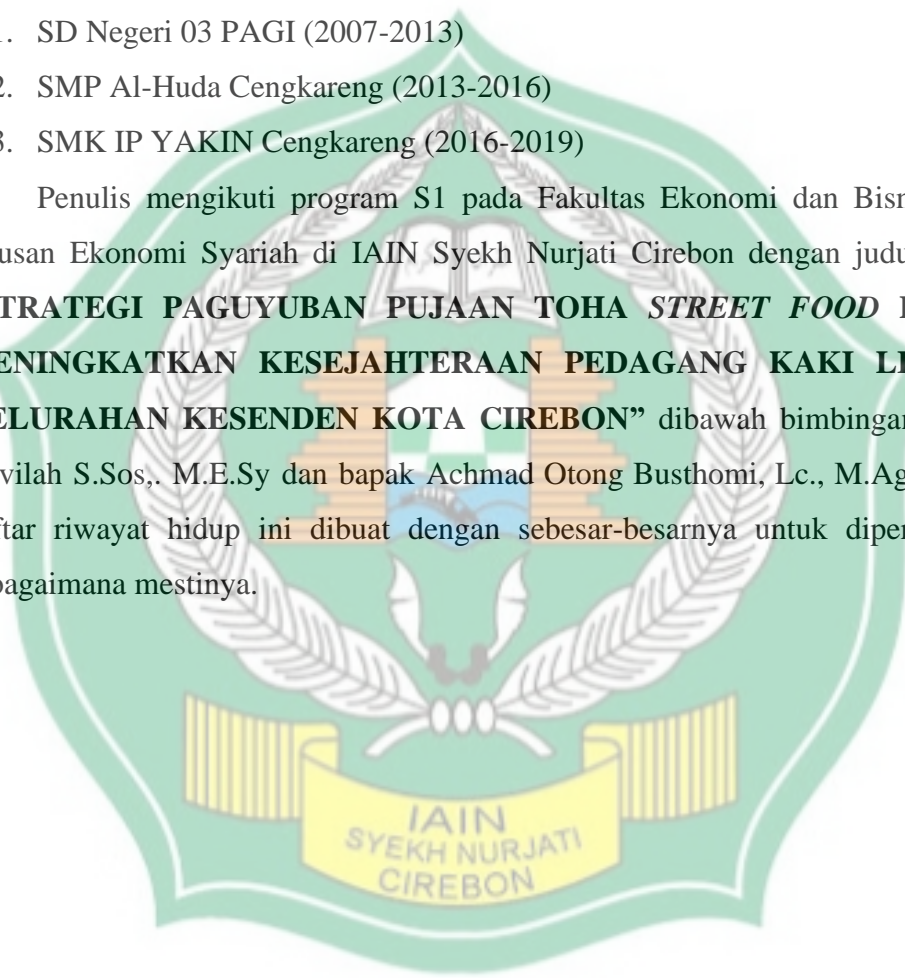 1. SD Negeri 03 PAGI (2007-2013)
2. SMP Al-Huda Cengkareng (2013-2016)
3. SMK IP YAKIN Cengkareng (2016-2019)
Penulis mengikuti program S1 pada Fakultas Ekonomi dan Bisn
usan Ekonomi Syariah di IAIN Syekh Nurjati Cirebon dengan judu
TRATEGI PAGUYUBAN PUJAAN TOHA STREET FOOD
ENINGKATKAN KESEJAHTERAAN PEDAGANG KAKI LI
ELURAHAN KESENDEN KOTA CIREBON” dibawah bimbingan
vilah S.Sos,. M.E.Sy dan bapak Achmad Otong Busthomi, Lc., M.Ag
ftar riwayat hidup ini dibuat dengan sebesar-besarnya untuk diper
bagaimana mestinya.
IAIN
SYEKH NURJATI
CIREBON